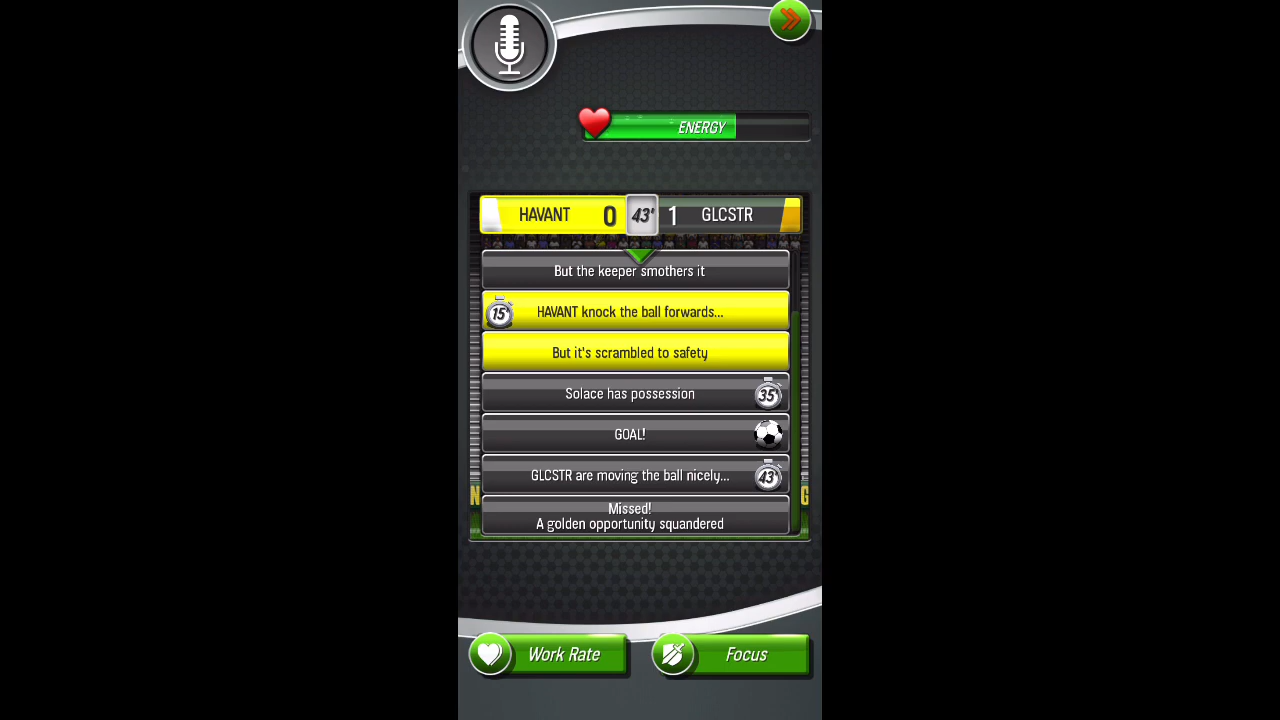 ENERGY
HAVANT 0 43' 1 GLCSTR
But the keeper smothers it
15 HAVANT knock the ball forwards...
But it's scrambled to safety
Solace has possession 35
GOAL!
GLCSTR are moving the ball nicely... 43
Missed!
A golden opportunity squandered
N G
Work Rate
Focus